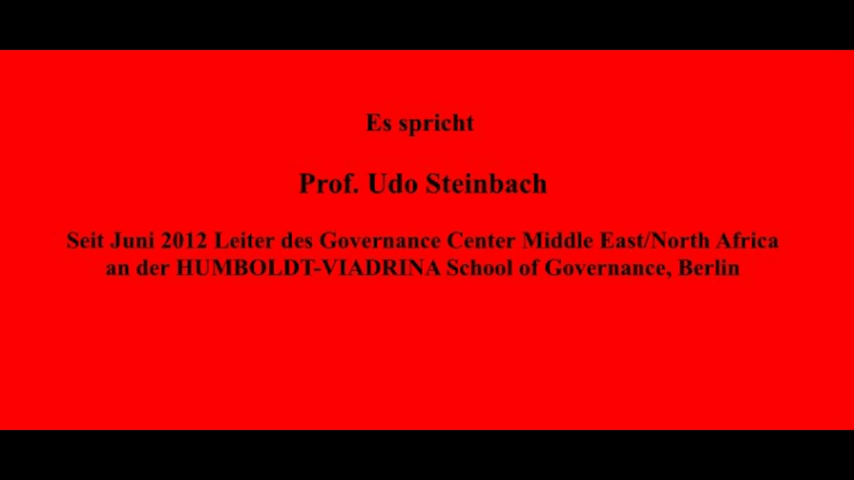 Es spricht
Prof. Udo Steinbach
Seit Juni 2012 Leiter des Governance Center Middle East/North Africa
an der HUMBOLDT-VIADRINA School of Governance, Berlin